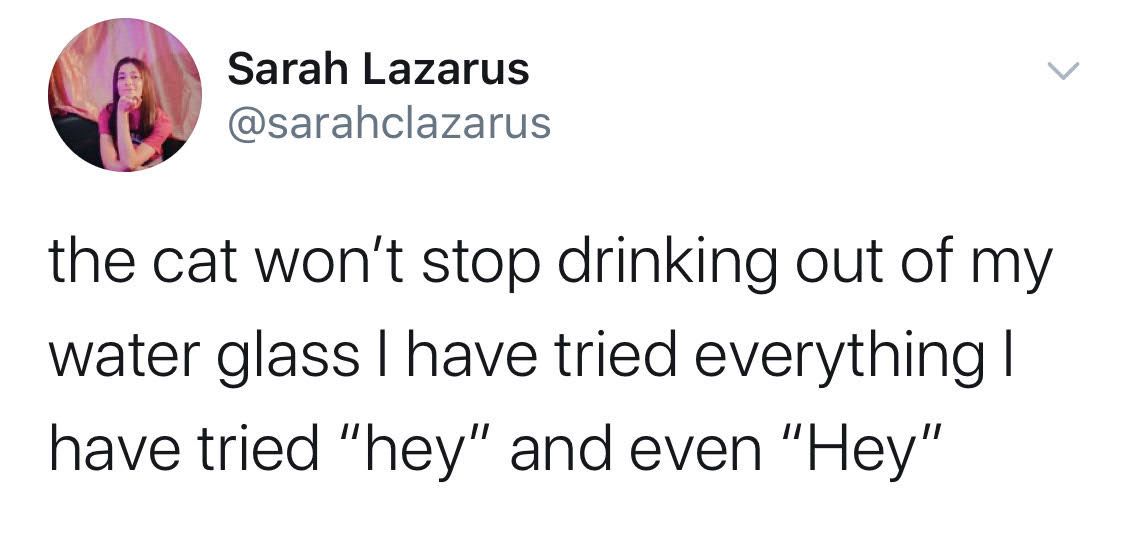 Sarah Lazarus
@sarahclazarus
the cat won’t stop drinking out of my
water glass I have tried everything I
have tried “hey” and even “Hey”